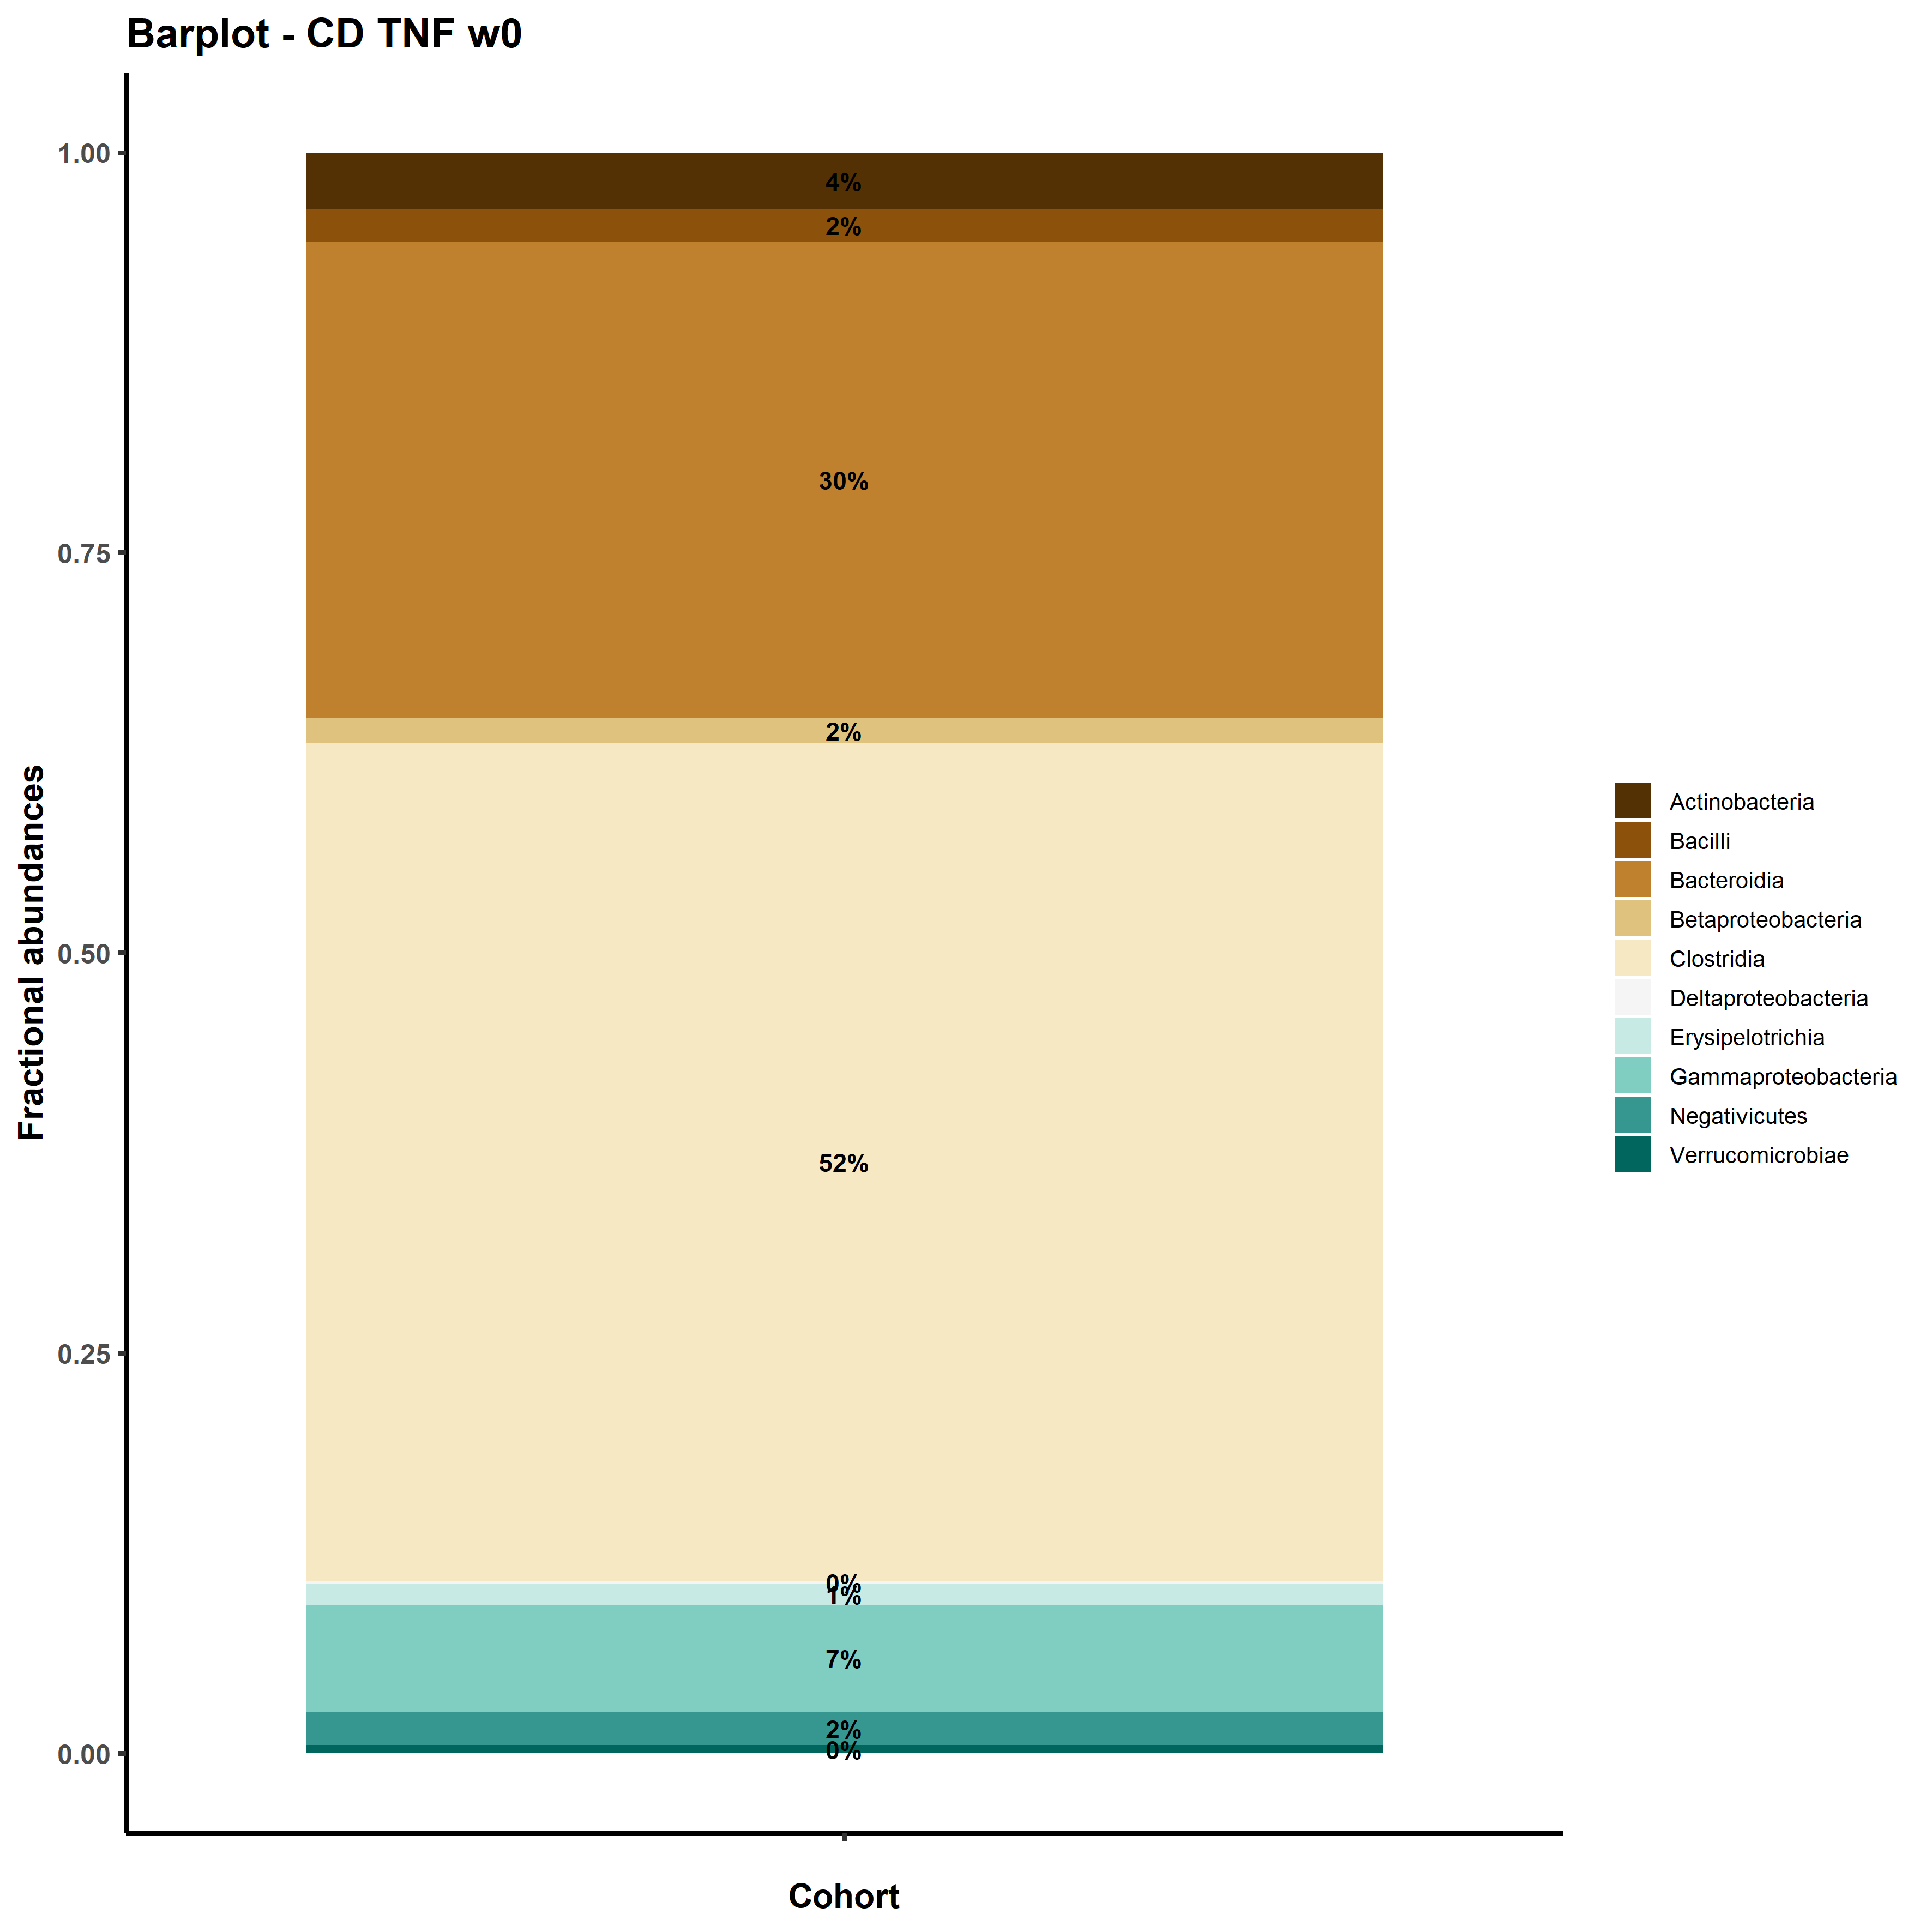 Barplot - CD TNF w0
Fractional abundances
1.00
0.75
0.50
0.25
0.00
4%
2%
30%
2%
52%
0%
1%
7%
2%
0%
Cohort
Actinobacteria
Bacilli
Bacteroidia
Betaproteobacteria
Clostridia
Deltaproteobacteria
Erysipelotrichia
Gammaproteobacteria
Negativicutes
Verrucomicrobiae